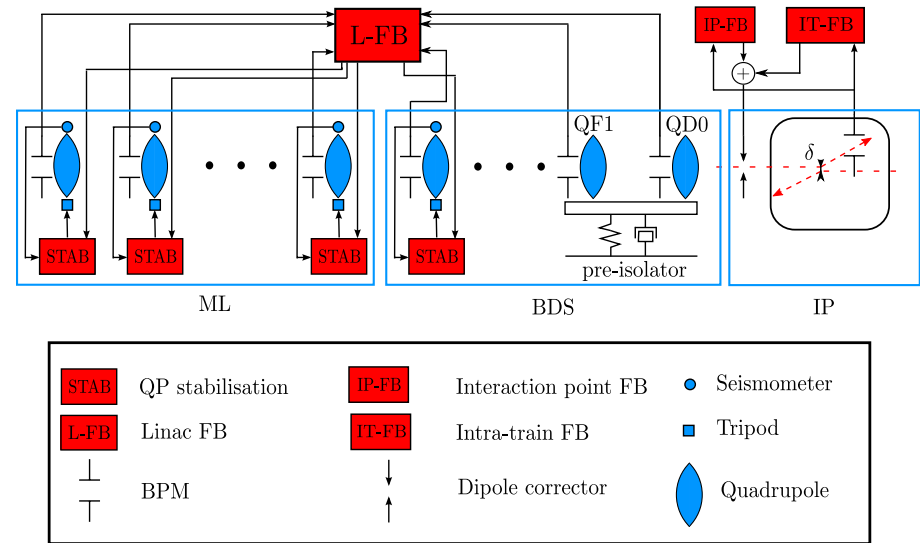 L-FB
IP-FB
IT-FB
+
QF1
QD0
δ
STAB
STAB
STAB
STAB
pre-isolator
ML
BDS
IP
STAB
QP stabilisation
IP-FB
Interaction point FB
Seismometer
L-FB
Linac FB
IT-FB
Intra-train FB
Tripod
BPM
Dipole corrector
Quadrupole